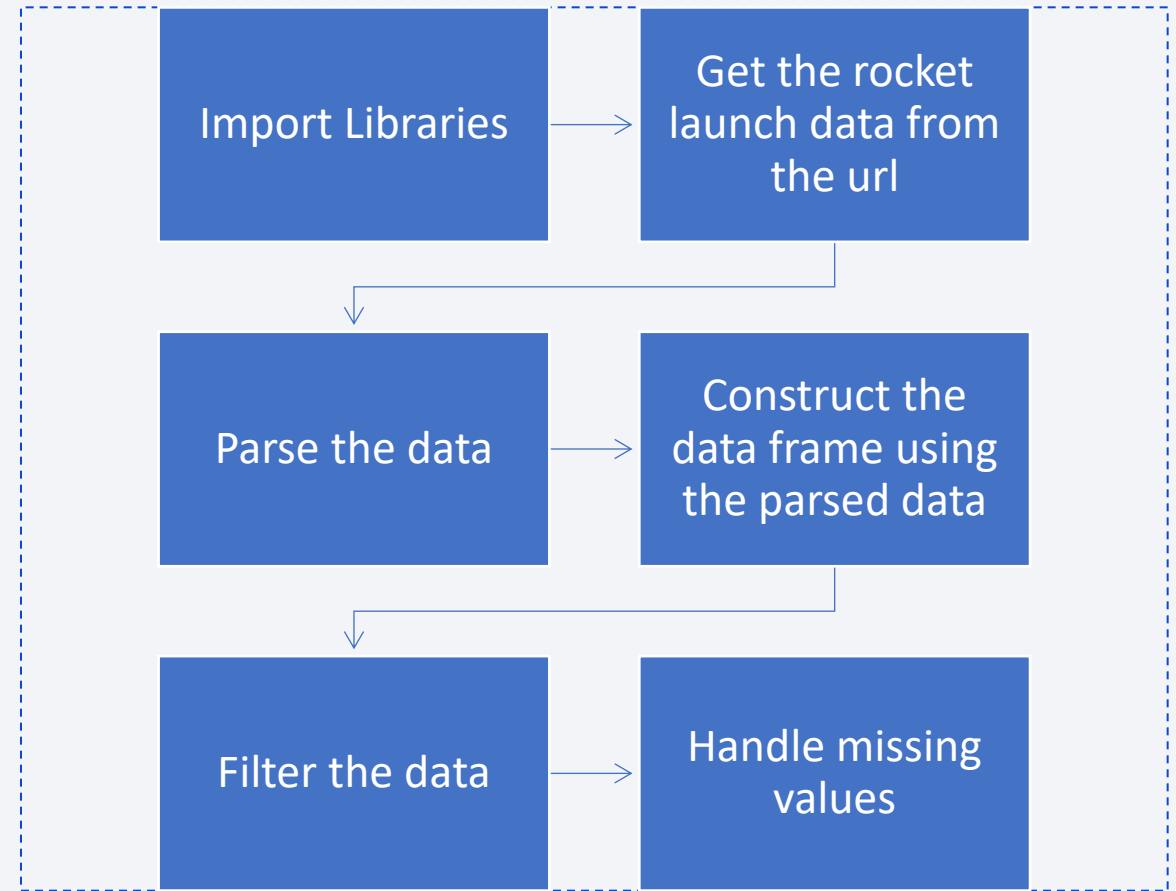 Import Libraries
Get the rocket
launch data from
the url
Parse the data
Construct the
data frame using
the parsed data
Filter the data
Handle missing
values